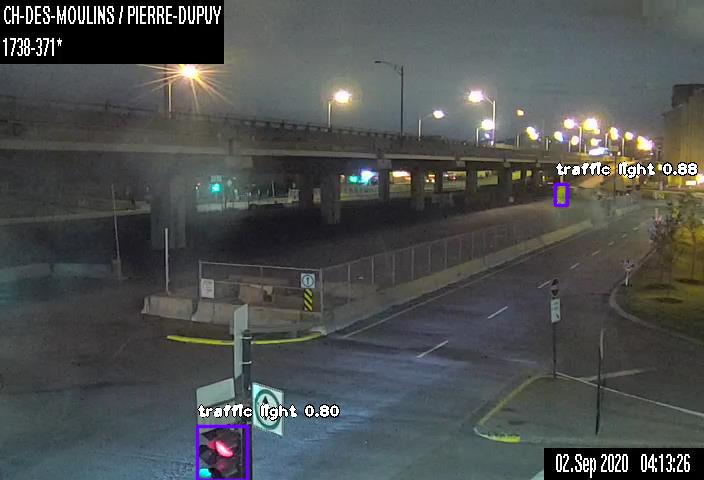 CH-DES-MOULINS / PIERRE-DUPUY
1738-371*
traffic light 0.88
traffic light 0.80
02.Sep 2020 04:13:26